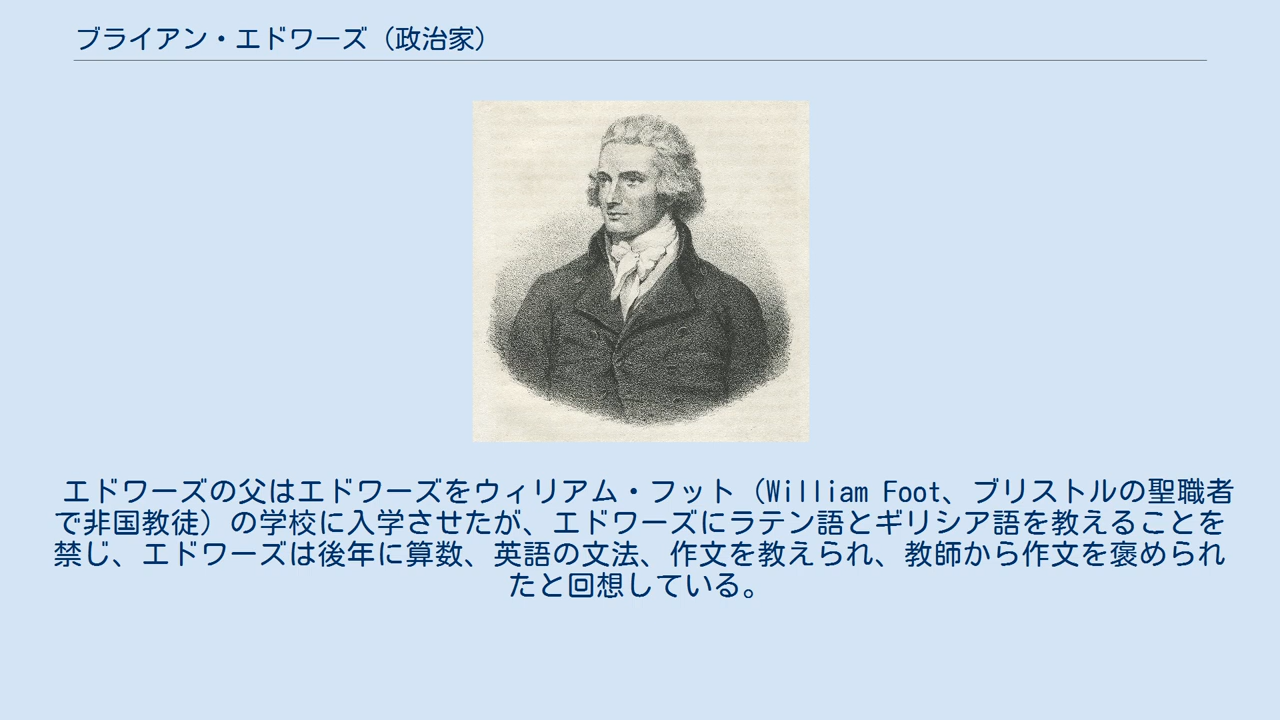 ブライアン・エドワーズ（政治家）
エドワーズの父はエドワーズをウィリアム・フット（William Foot、ブリストルの聖職者
で非国教徒）の学校に入学させたが、エドワーズにラテン語とギリシア語を教えることを
禁じ、エドワーズは後年に算数、英語の文法、作文を教えられ、教師から作文を褒められ
たと回想している。